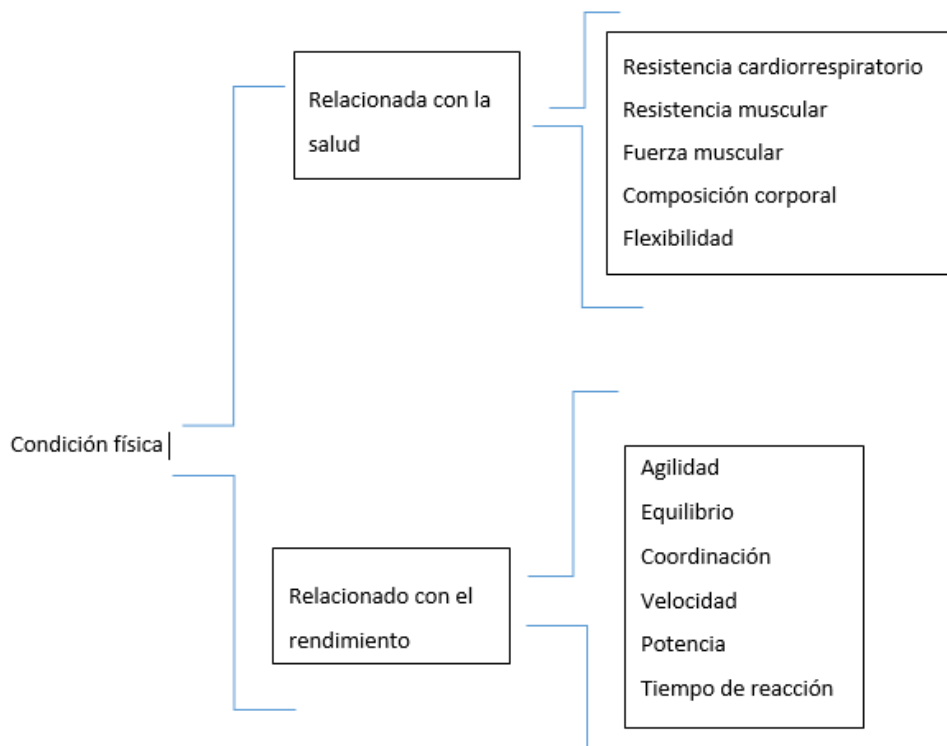 Condición física
Relacionada con la
salud
Resistencia cardiorrespiratorio
Resistencia muscular
Fuerza muscular
Composición corporal
Flexibilidad
Relacionado con el
rendimiento
Agilidad
Equilibrio
Coordinación
Velocidad
Potencia
Tiempo de reacción